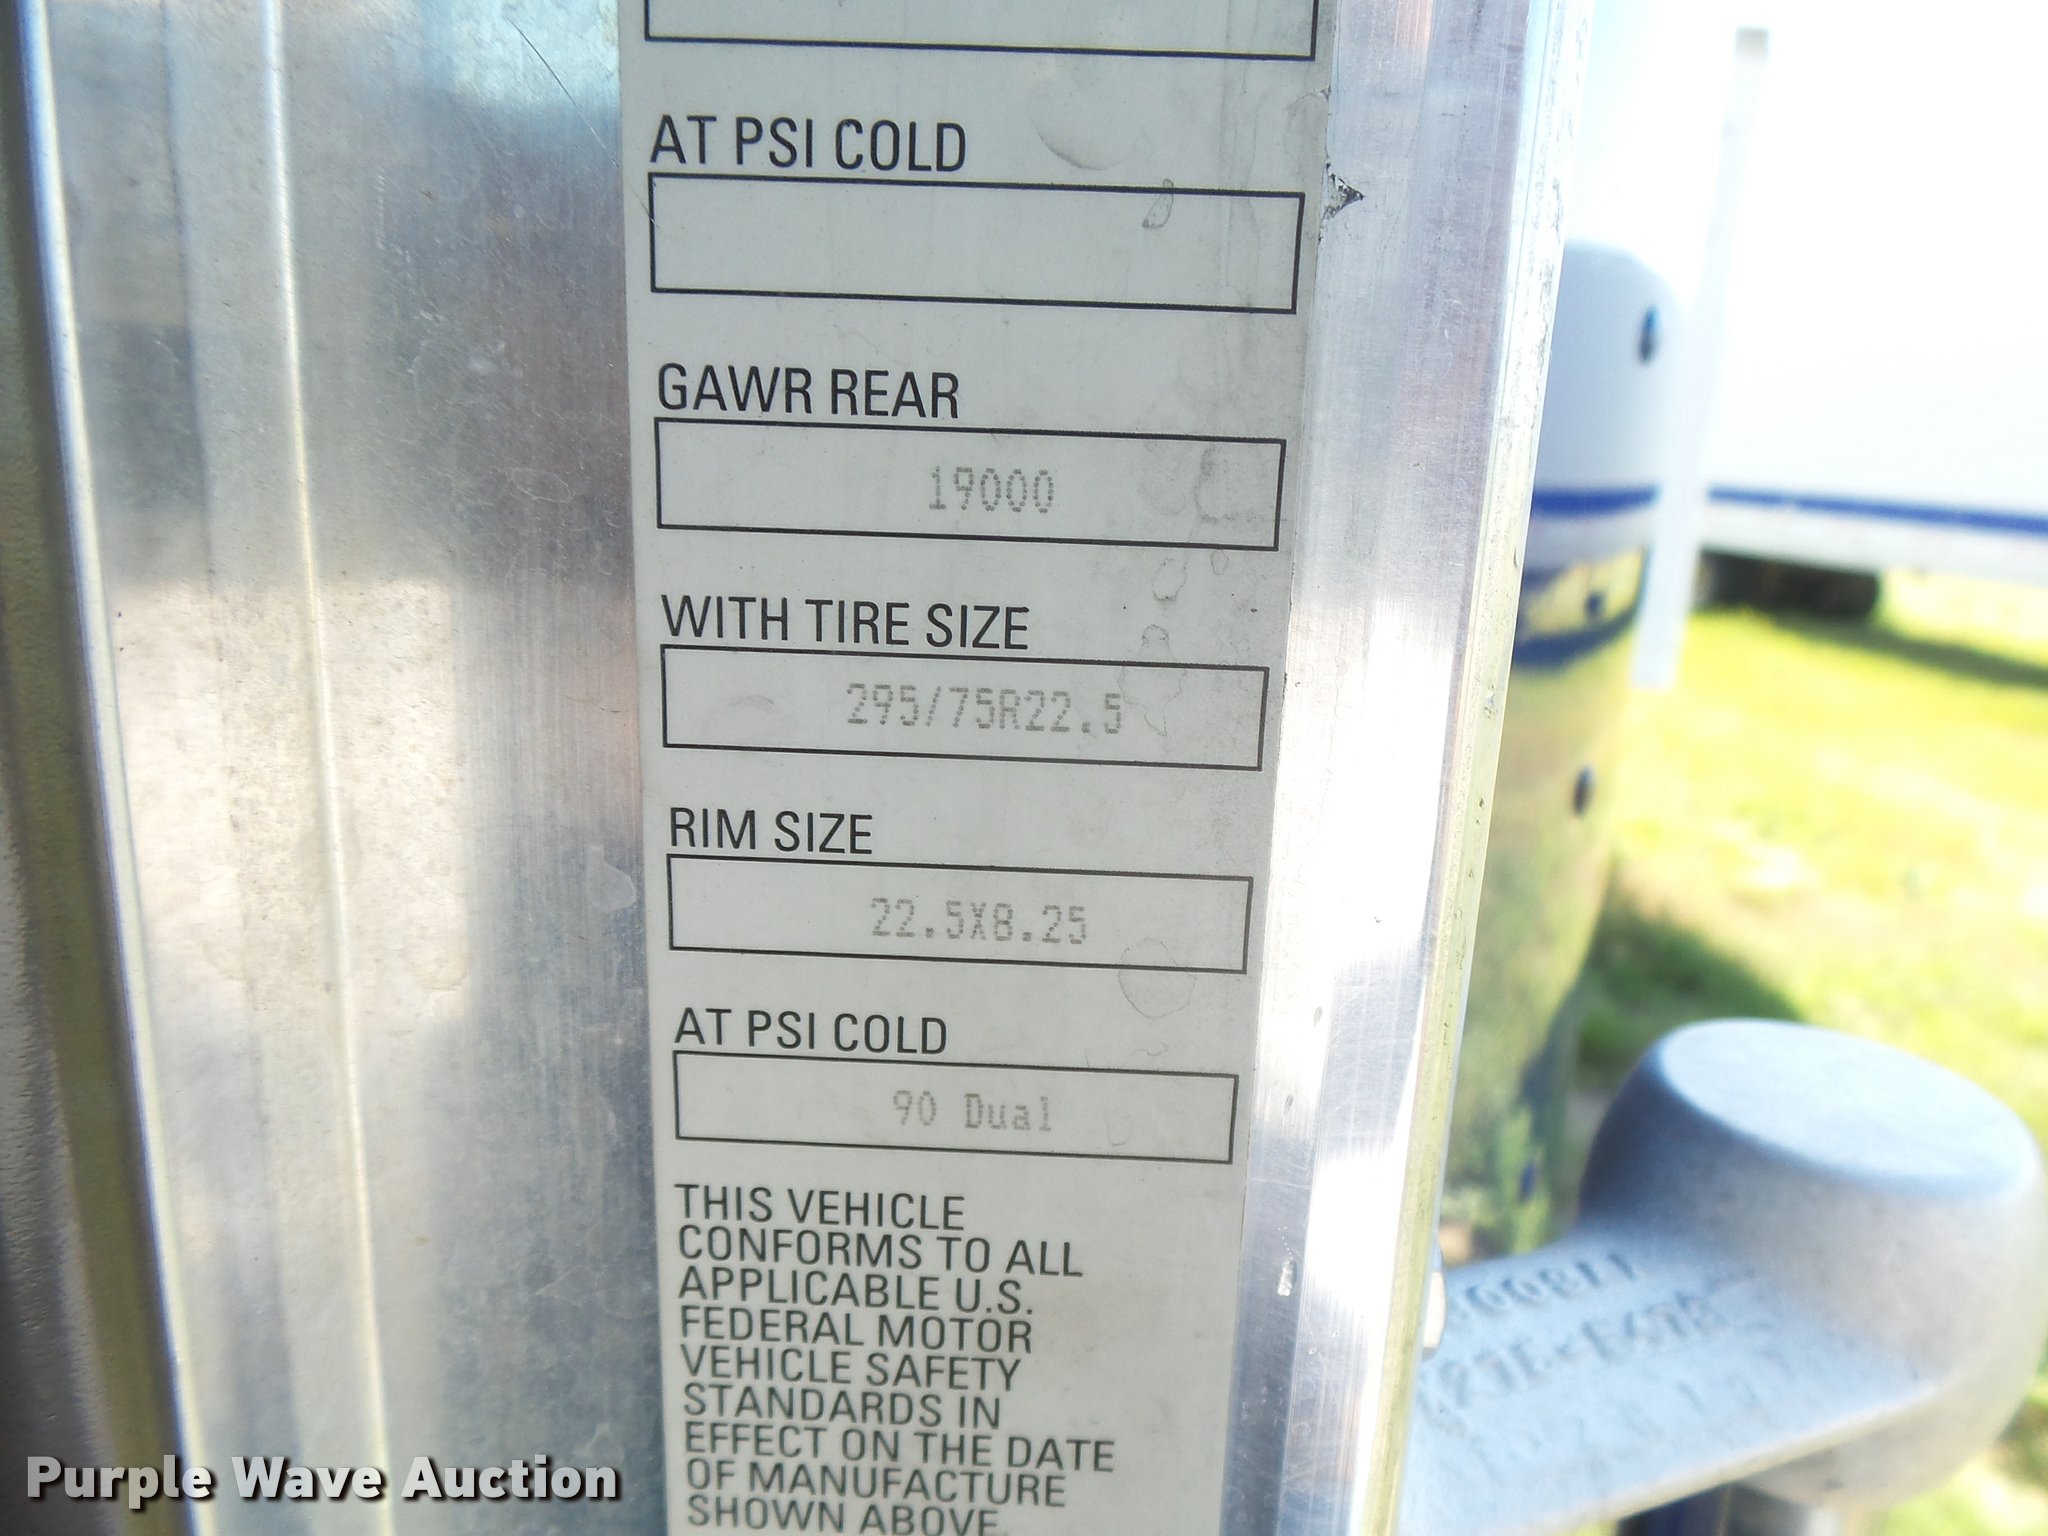 AT PSI COLD
GAWR REAR
19000
WITH TIRE SIZE
295/75R22.5
RIM SIZE
22.5X8.25
AT PSI COLD
90 Dual
THIS VEHICLE
CONFORMS TO ALL
APPLICABLE U.S.
FEDERAL MOTOR
VEHICLE SAFETY
STANDARDS IN
EFFECT ON THE DATE
OF MANUFACTURE
SHOWN ABOVE
Purple Wave Auction